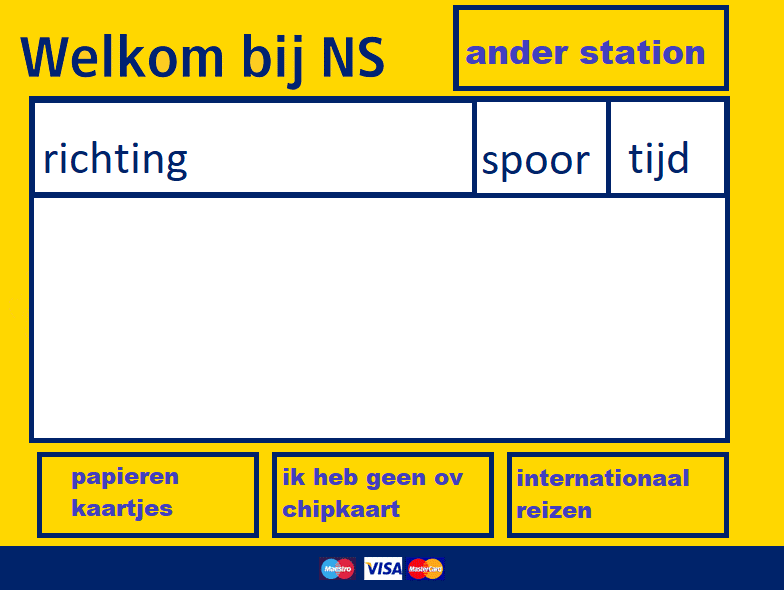 Welkom bij NS
ander station
richting
spoor
tijd
papieren
kaartjes
ik heb geen ov
chipkaart
internationaal
reizen
Maestro
VISA
MasterCard